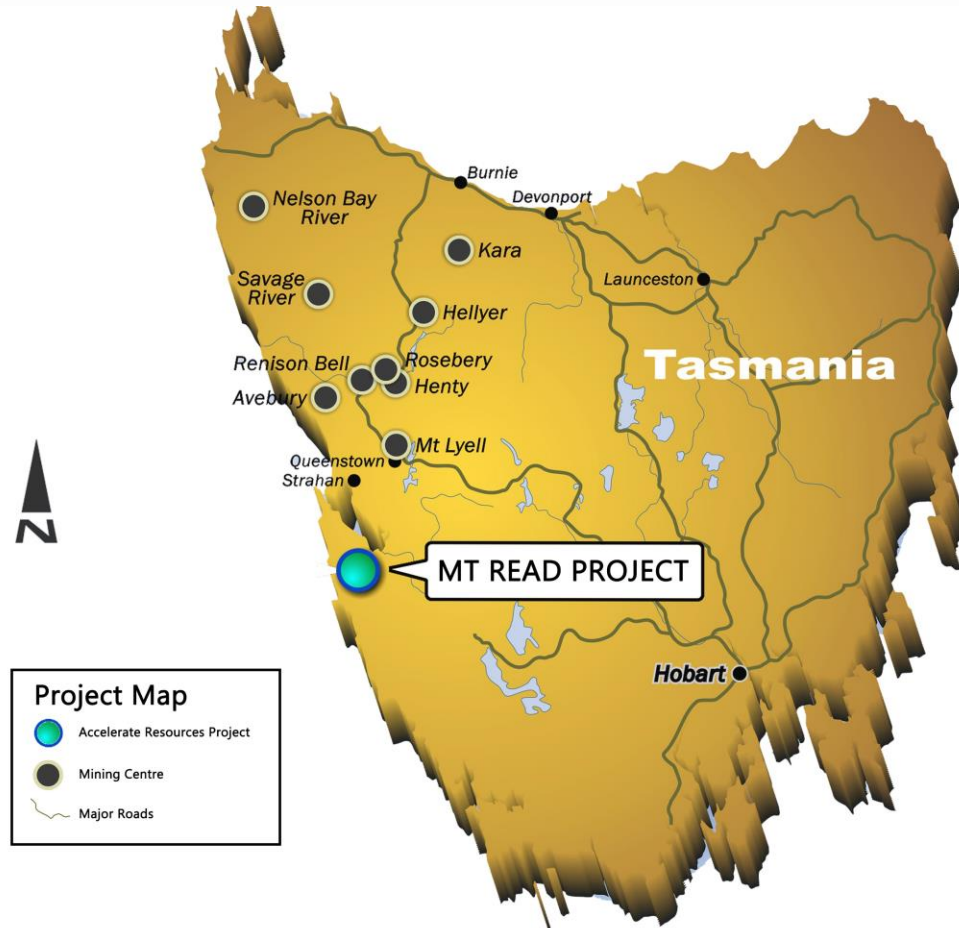 Burnie
Devonport
Nelson Bay
River
Kara
Savage
River
Launceston
Hellyer
Renison Bell
Rosebery
Tasmania
Avebury
Henty
Mt Lyell
Queenstown
Strahan
N
MT READ PROJECT
Hobart
Project Map
Accelerate Resources Project
Mining Centre
Major Roads